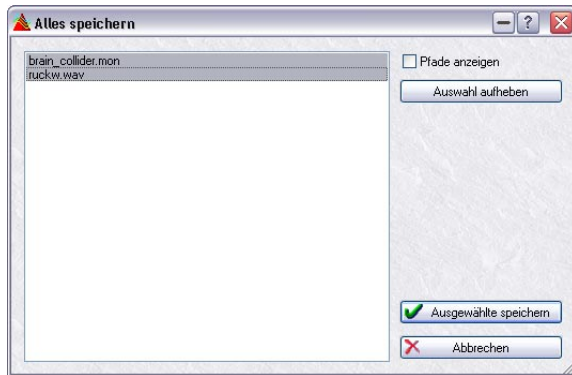 Alles speichern
brain_collider.mon
ruckw.wav
Pfade anzeigen
Auswahl aufheben
Ausgewählte speichern
Abbrechen